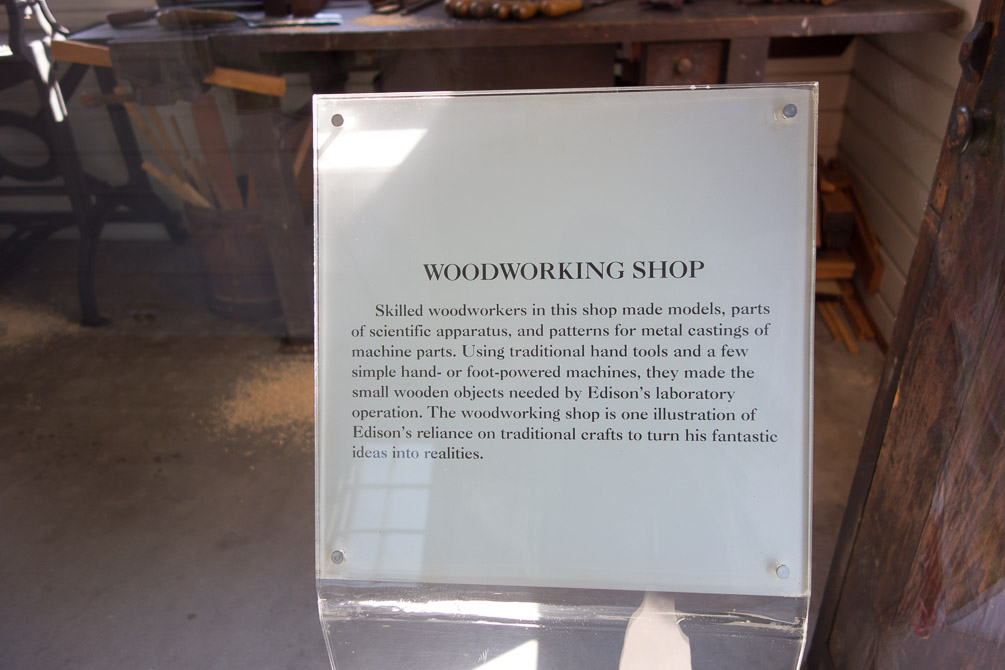 WOODWORKING SHOP
Skilled woodworkers in this shop made models, parts
of scientific apparatus, and patterns for metal castings of
machine parts. Using traditional hand tools and a few
simple hand- or foot-powered machines, they made the
small wooden objects needed by Edison's laboratory
operation. The woodworking shop is one illustration of
Edison's reliance on traditional crafts to turn his fantastic
ideas into realities.